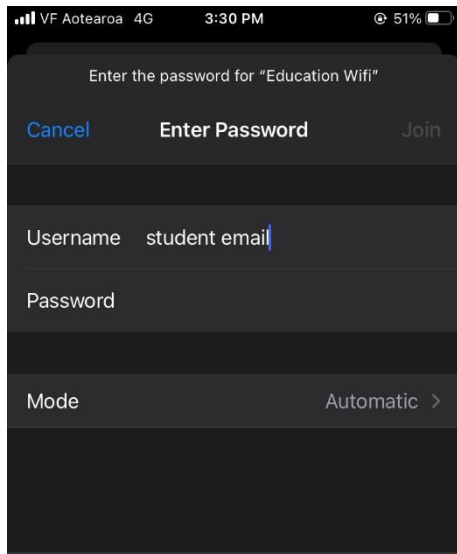 VF Aotearoa 4G 3:30 PM 51%
Enter the password for “Education Wifi”
Cancel Enter Password Join
Username student email
Password
Mode Automatic